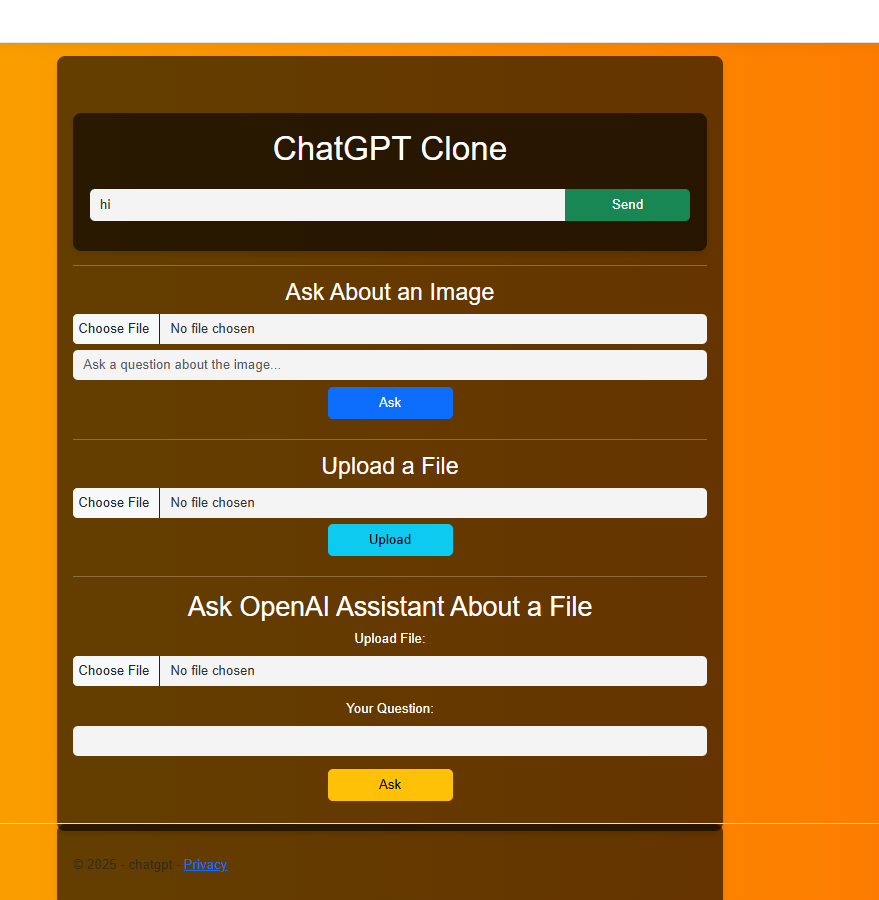 ChatGPT Clone
hi Send
Ask About an Image
Choose File No file chosen
Ask a question about the image...
Ask
Upload a File
Choose File No file chosen
Upload
Ask OpenAI Assistant About a File
Upload File:
Choose File No file chosen
Your Question:
Ask
© 2025 - chatgpt - Privacy